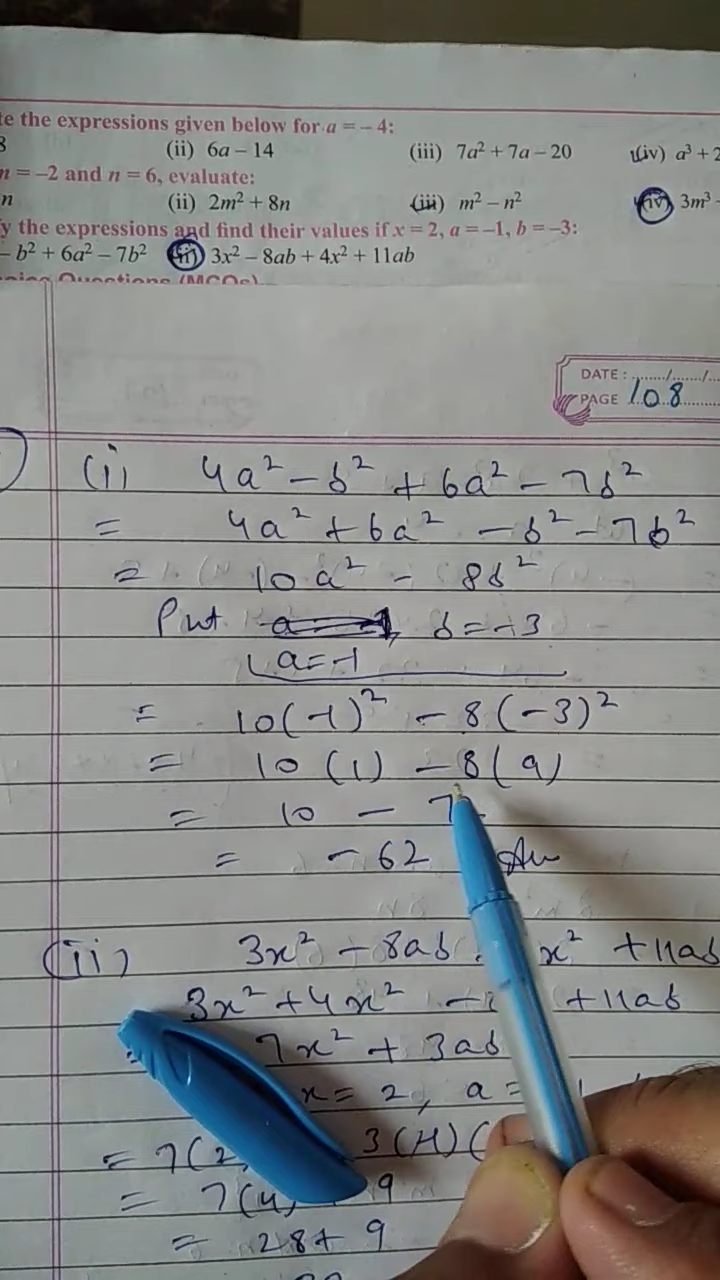 te the expressions given below for a = – 4:
(ii) 6a – 14 (iii) 7a² + 7a – 20 (iv) a³ + 2
n = –2 and n = 6, evaluate:
n (ii) 2m² + 8n (iii) m² – n² (iv) 3m³ -
y the expressions and find their values if x = 2, a = –1, b = –3:
– b² + 6a² – 7b² (ii) 3x² – 8ab + 4x² + 11ab
Questions (MCQs)
DATE : ......../......./...
PAGE 108
(i) 4a² – b² + 6a² – 7b²
= 4a² + 6a² – b² – 7b²
= 10a² – 8b²
Put b = -3
a = -1
= 10(-1)² – 8(-3)²
= 10(1) – 8(9)
= 10 – 7
= – 62 Ans
(ii) 3x² – 8ab x² + 11ab
3x² + 4x² – + 11ab
7x² + 3ab
x = 2, a =
= 7(2 3(-1)(
= 7(4) 9
= 28 + 9